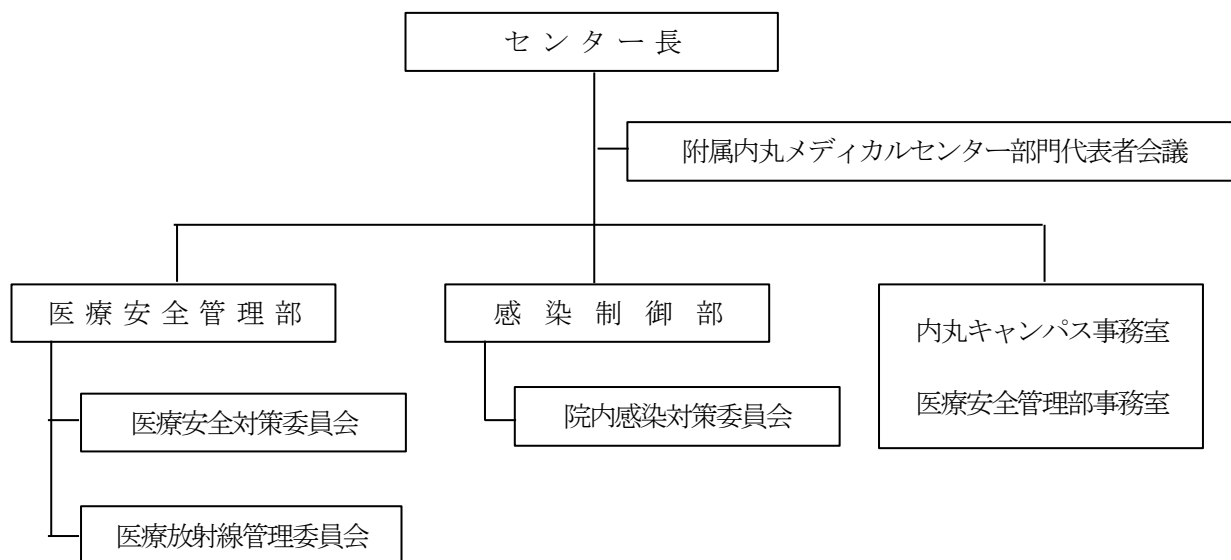 センター長
附属内丸メディカルセンター部門代表者会議
医療安全管理部
感染制御部
内丸キャンパス事務室
医療安全管理部事務室
医療安全対策委員会
院内感染対策委員会
医療放射線管理委員会